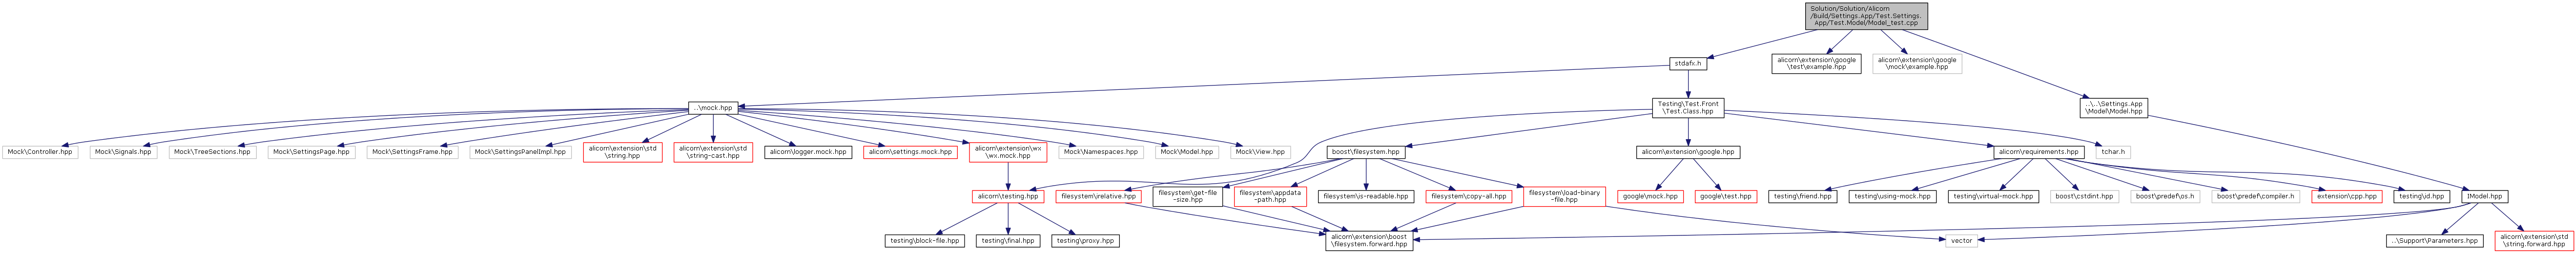 Solution/Solution/Alicorn
/Build/Settings.App/Test.Settings.
App/Test.Model/Model_test.cpp
stdafx.h
alicorn\extension\google
\test\example.hpp
alicorn\extension\google
\mock\example.hpp
..\mock.hpp
Testing\Test.Front
\Test.Class.hpp
..\..\Settings.App
\Model\Model.hpp
Mock\Controller.hpp
Mock\Signals.hpp
Mock\TreeSections.hpp
Mock\SettingsPage.hpp
Mock\SettingsFrame.hpp
Mock\SettingsPanelImpl.hpp
alicorn\extension\std
\string.hpp
alicorn\extension\std
\string-cast.hpp
alicorn\logger.mock.hpp
alicorn\settings.mock.hpp
alicorn\extension\wx
\wx.mock.hpp
Mock\Namespaces.hpp
Mock\Model.hpp
Mock\View.hpp
boost\filesystem.hpp
alicorn\extension\google.hpp
alicorn\requirements.hpp
tchar.h
alicorn\testing.hpp
filesystem\relative.hpp
filesystem\get-file
-size.hpp
filesystem\appdata
-path.hpp
filesystem\is-readable.hpp
filesystem\copy-all.hpp
filesystem\load-binary
-file.hpp
google\mock.hpp
google\test.hpp
testing\friend.hpp
testing\using-mock.hpp
testing\virtual-mock.hpp
boost\cstdint.hpp
boost\predef\os.h
boost\predef\compiler.h
extension\cpp.hpp
testing\id.hpp
IModel.hpp
testing\block-file.hpp
testing\final.hpp
testing\proxy.hpp
alicorn\extension\boost
\filesystem.forward.hpp
vector
..\Support\Parameters.hpp
alicorn\extension\std
\string.forward.hpp